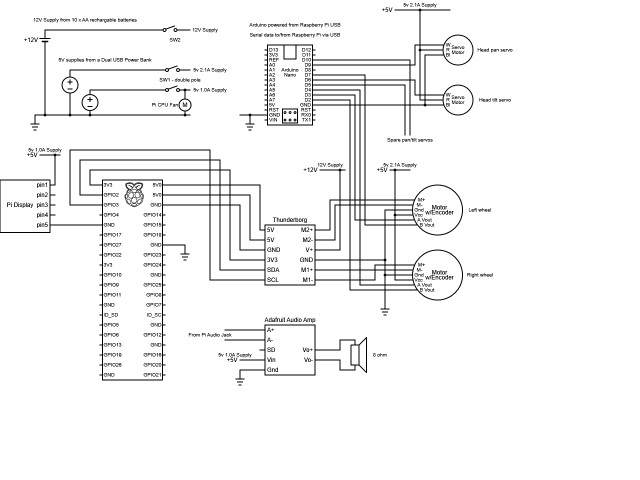 5v 2.1A Supply
+5V
12V Supply from 10 x AA rechargable batteries
12V Supply
SW2
+12V
5V supplies from a Dual USB Power Bank
5v 2.1A Supply
SW1 - double pole
5v 1.0A Supply
Pi CPU Fan
M
Arduino powered from Raspberry Pi USB
Serial data to/from Raspberry Pi via USB
D13 D12
3V3 D11
REF D10
A0 D9
A1 D8
A2 D7
A3 D6
A4 D5
A5 D4
A6 D3
A7 D2
5V GND
RST RST
GND RX0
VIN TX1
Arduino
Nano
Servo
Motor
Head pan servo
Servo
Motor
Head tilt servo
Spare pan/tilt servos
5v 1.0A Supply
+5V
Pi Display
pin1
pin2
pin3
pin4
pin5
3V3 5V0
GPIO2 5V0
GPIO3 GND
GPIO4 GPIO14
GND GPIO15
GPIO17 GPIO18
GPIO27 GND
GPIO22 GPIO23
3V3 GPIO24
GPIO10 GND
GPIO9 GPIO25
GPIO11 GPIO8
GND GPIO7
ID_SD ID_SC
GPIO5 GND
GPIO6 GPIO12
GPIO13 GND
GPIO19 GPIO16
GPIO26 GPIO20
GND GPIO21
12V Supply
+12V
5v 2.1A Supply
+5V
Thunderborg
5V M2+
5V M2-
GND V+
3V3 GND
SDA M1+
SCL M1-
M+
M-
Gnd
Vcc
A Vout
B Vout
Motor
w/Encoder
Left wheel
M+
M-
Gnd
Vcc
A Vout
B Vout
Motor
w/Encoder
Right wheel
Adafruit Audio Amp
From Pi Audio Jack
A+
A-
SD Vo+
Vin Vo-
Gnd
5v 1.0A Supply
+5V
8 ohm